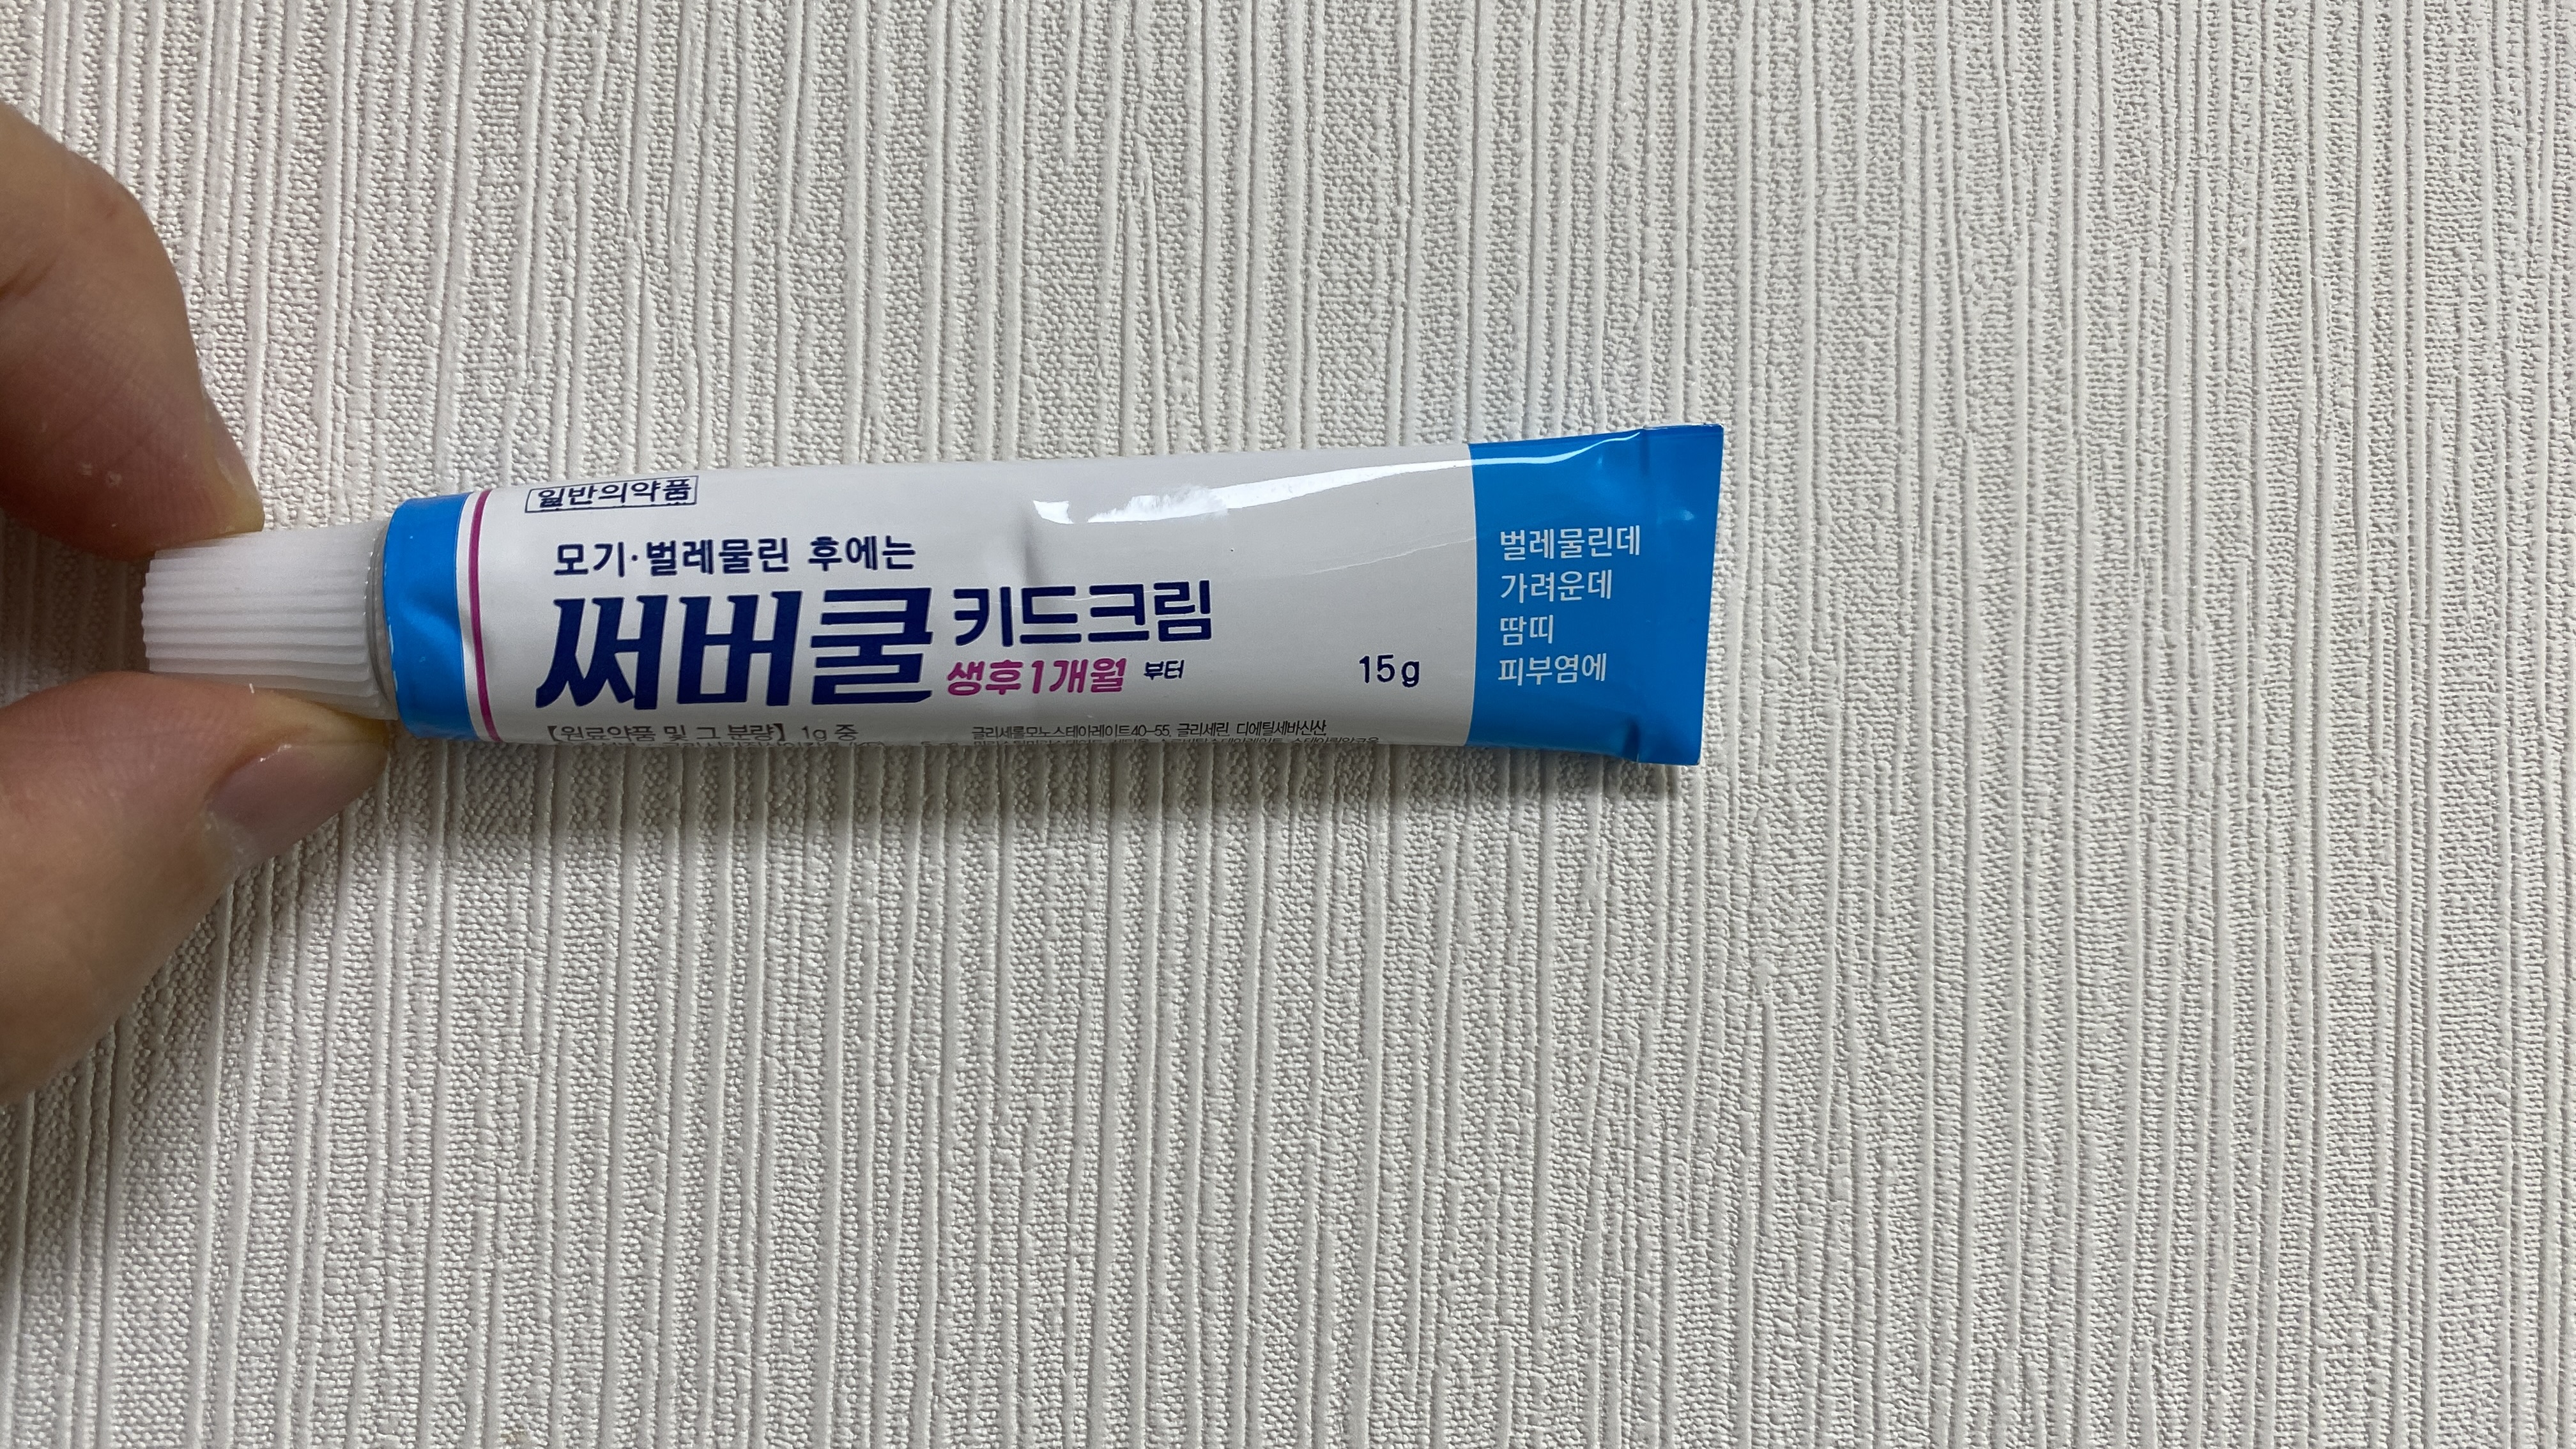 일반의약품
모기·벌레물린 후에는
써버쿨 키드크림
생후1개월 부터
15g
벌레물린데
가려운데
땀띠
피부염에
【원료약품 및 그 분량】 1g 중
글리세롤모노스테아레이트40-55, 글리세린, 디에틸세바신산